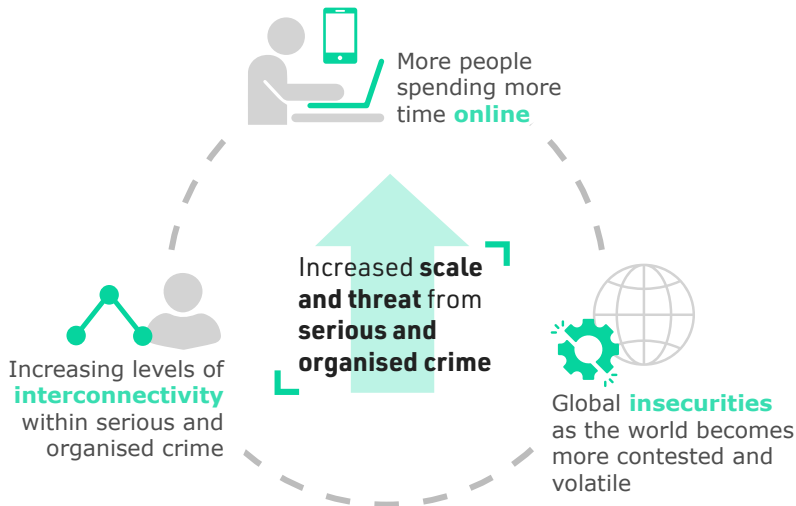 More people
spending more
time online
Increased scale
and threat from
serious and
organised crime
Increasing levels of
interconnectivity
within serious and
organised crime
Global insecurities
as the world becomes
more contested and
volatile